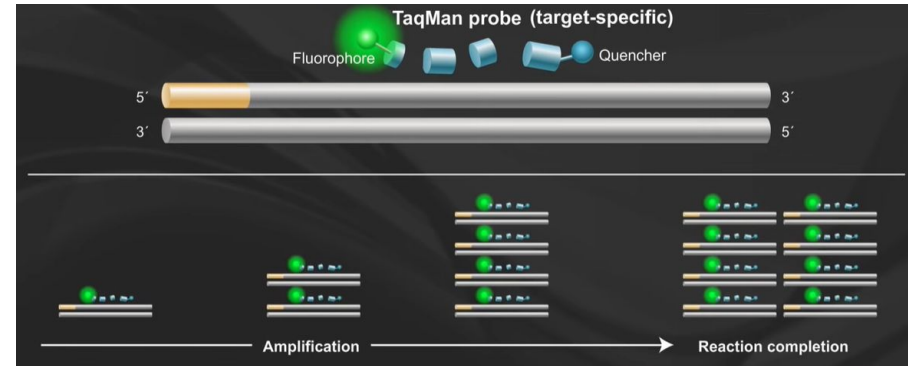 TaqMan probe (target-specific)
Fluorophore
Quencher
5´
3´
3´
5´
Amplification
Reaction completion